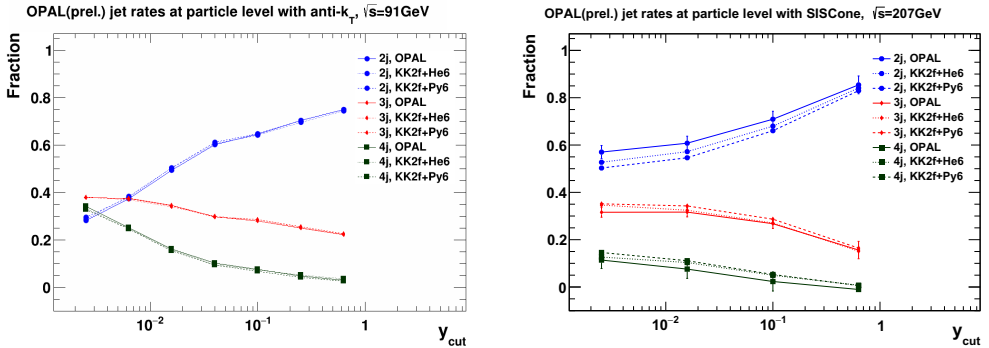 OPAL(prel.) jet rates at particle level with anti-k_T, √s=91GeV
Fraction
1
0.8
0.6
0.4
0.2
0
2j, OPAL
2j, KK2f+He6
2j, KK2f+Py6
3j, OPAL
3j, KK2f+He6
3j, KK2f+Py6
4j, OPAL
4j, KK2f+He6
4j, KK2f+Py6
10⁻² 10⁻¹ 1
y_cut
OPAL(prel.) jet rates at particle level with SISCone, √s=207GeV
Fraction
1
0.8
0.6
0.4
0.2
0
2j, OPAL
2j, KK2f+He6
2j, KK2f+Py6
3j, OPAL
3j, KK2f+He6
3j, KK2f+Py6
4j, OPAL
4j, KK2f+He6
4j, KK2f+Py6
10⁻² 10⁻¹ 1
y_cut